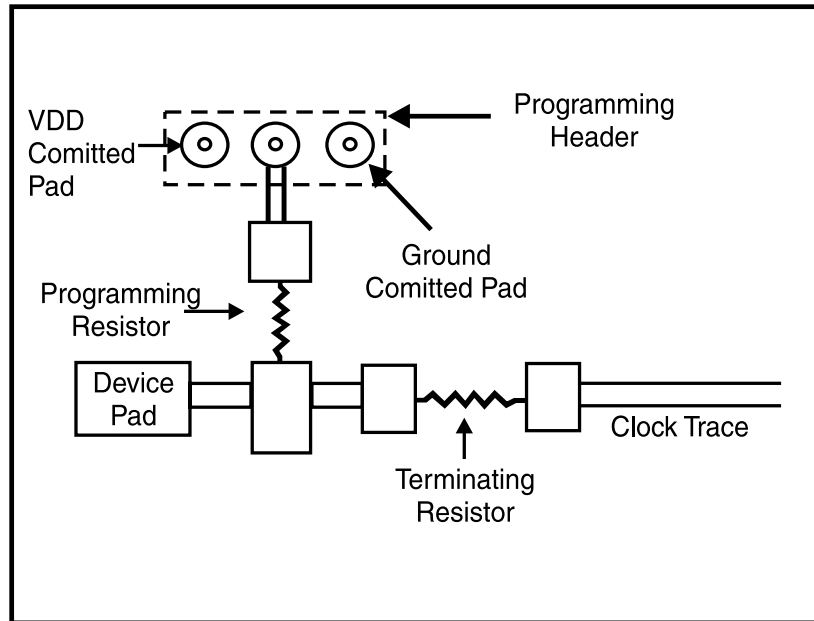 VDD
Comitted
Pad
Programming
Header
Ground
Comitted Pad
Programming
Resistor
Device
Pad
Clock Trace
Terminating
Resistor